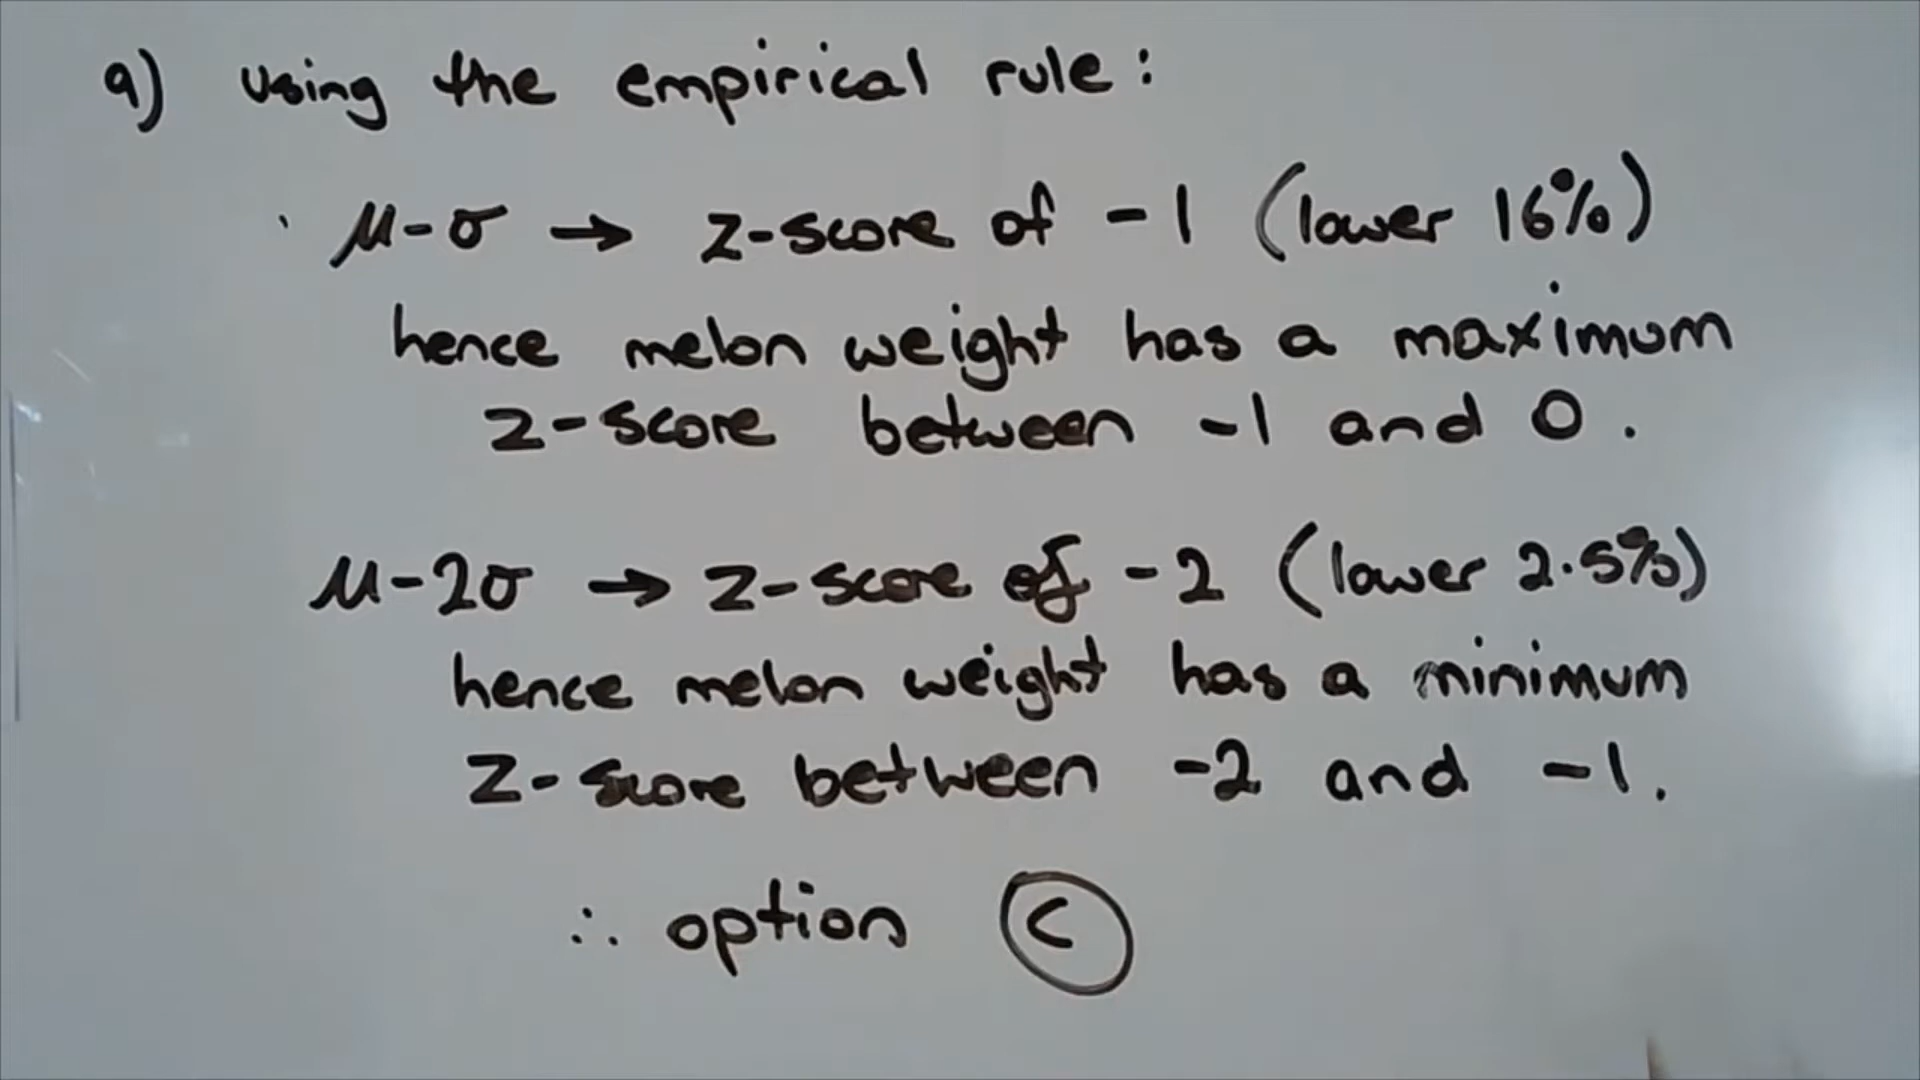 9) using the empirical rule:
μ-σ → z-score of -1 (lower 16%)
hence melon weight has a maximum
z-score between -1 and 0.
μ-2σ → z-score of -2 (lower 2.5%)
hence melon weight has a minimum
z-score between -2 and -1.
∴ option C